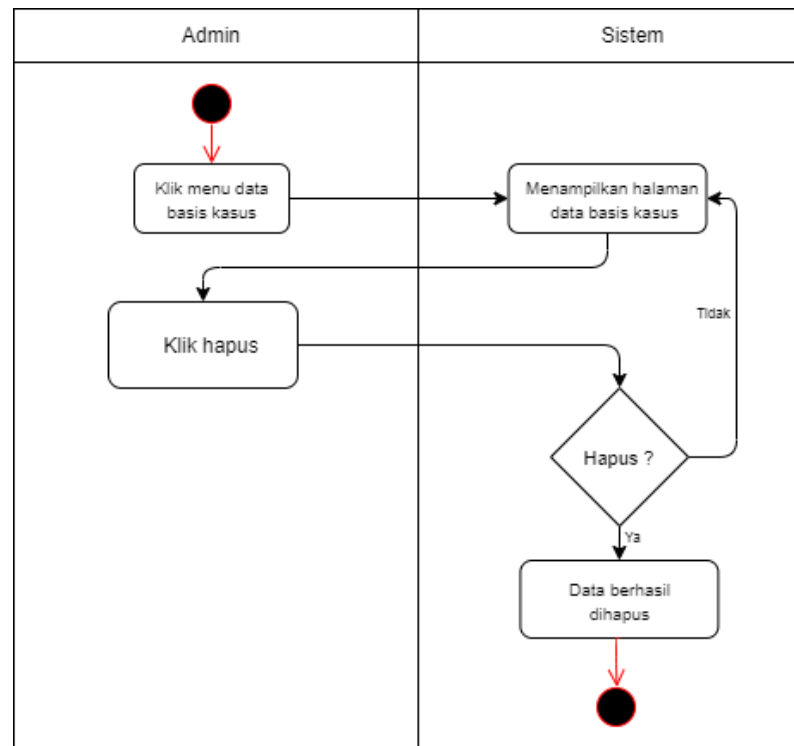 Admin
Sistem
Klik menu data
basis kasus
Menampilkan halaman
data basis kasus
Klik hapus
Tidak
Hapus ?
Ya
Data berhasil
dihapus